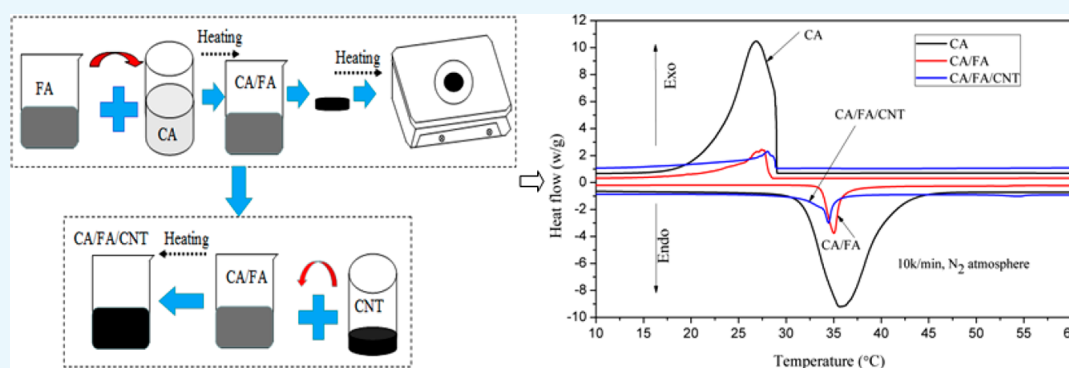 Heating
Heating
FA
CA
CA/FA
CA/FA/CNT
Heating
CA/FA
CNT
12
10
8
6
4
2
0
-2
-4
-6
-8
-10
Heat flow (w/g)
Exo
Endo
CA
CA
CA/FA
CA/FA/CNT
CA/FA/CNT
CA/FA
10k/min, N₂ atmosphere
10 15 20 25 30 35 40 45 50 55 60
Temperature (°C)